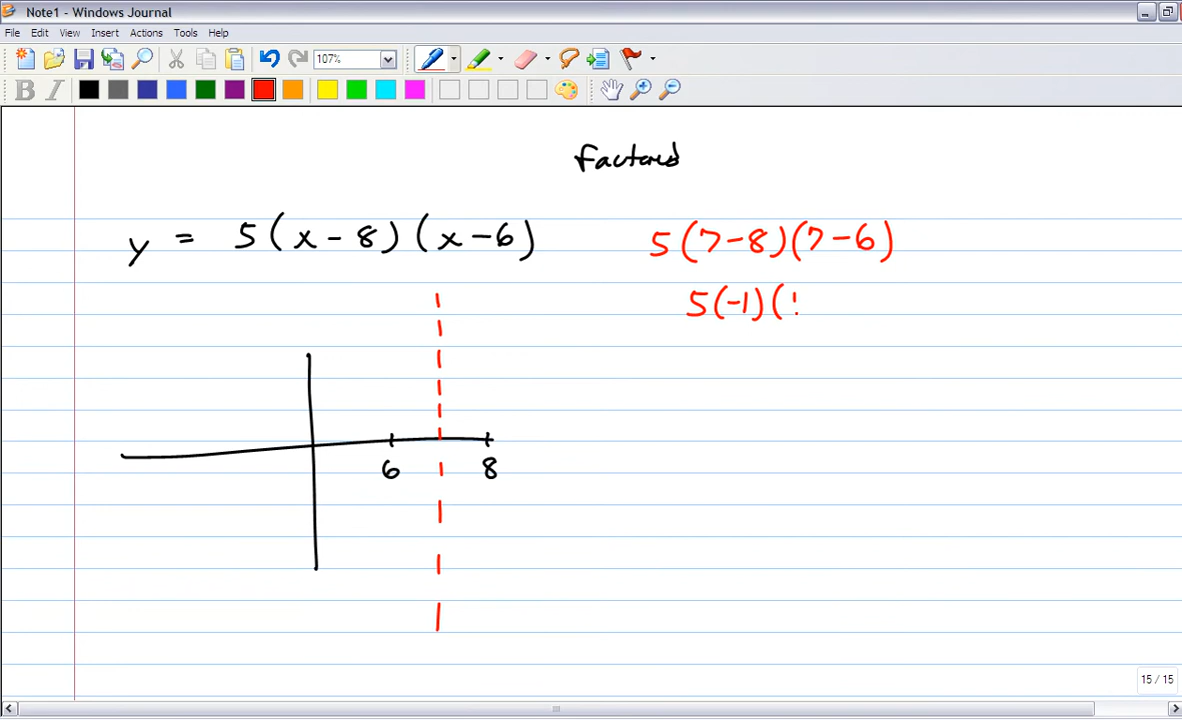 Note1 - Windows Journal
File Edit View Insert Actions Tools Help
107%
B I
Factored
y = 5(x-8)(x-6)
5(7-8)(7-6)
5(-1)(
6 8
15 / 15